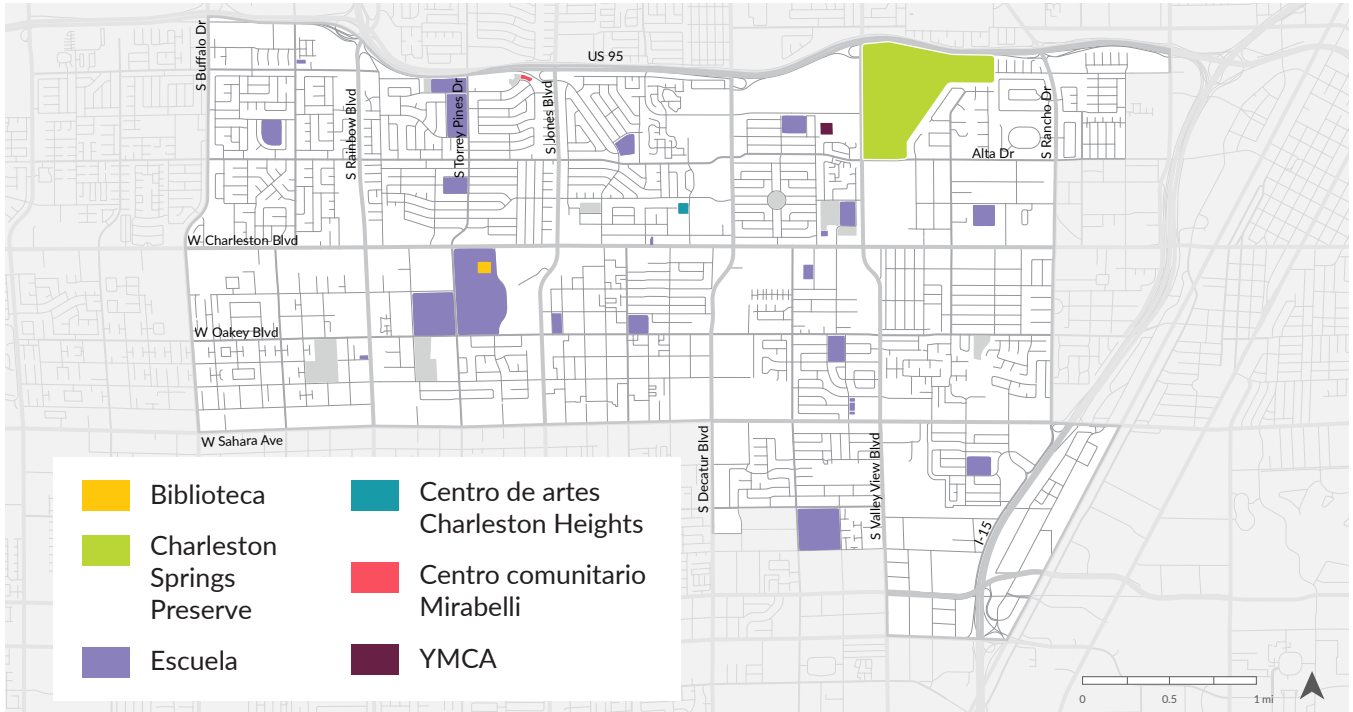 US 95
S Buffalo Dr
S Rainbow Blvd
S Torrey Pines Dr
S Jones Blvd
S Rancho Dr
Alta Dr
W Charleston Blvd
W Oakey Blvd
W Sahara Ave
S Decatur Blvd
S Valley View Blvd
I-15
Biblioteca
Charleston
Springs
Preserve
Escuela
Centro de artes
Charleston Heights
Centro comunitario
Mirabelli
YMCA
0 0.5 1 mi